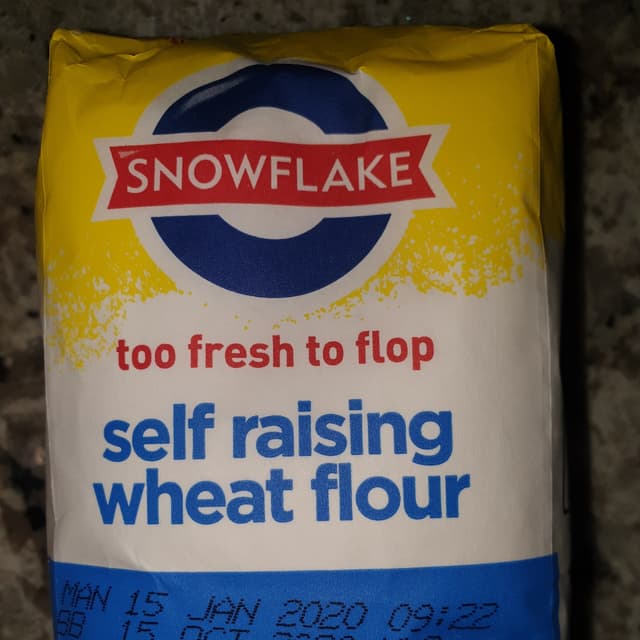 SNOWFLAKE
too fresh to flop
self raising
wheat flour
MAN 15 JAN 2020 09:22
BB 15 OCT